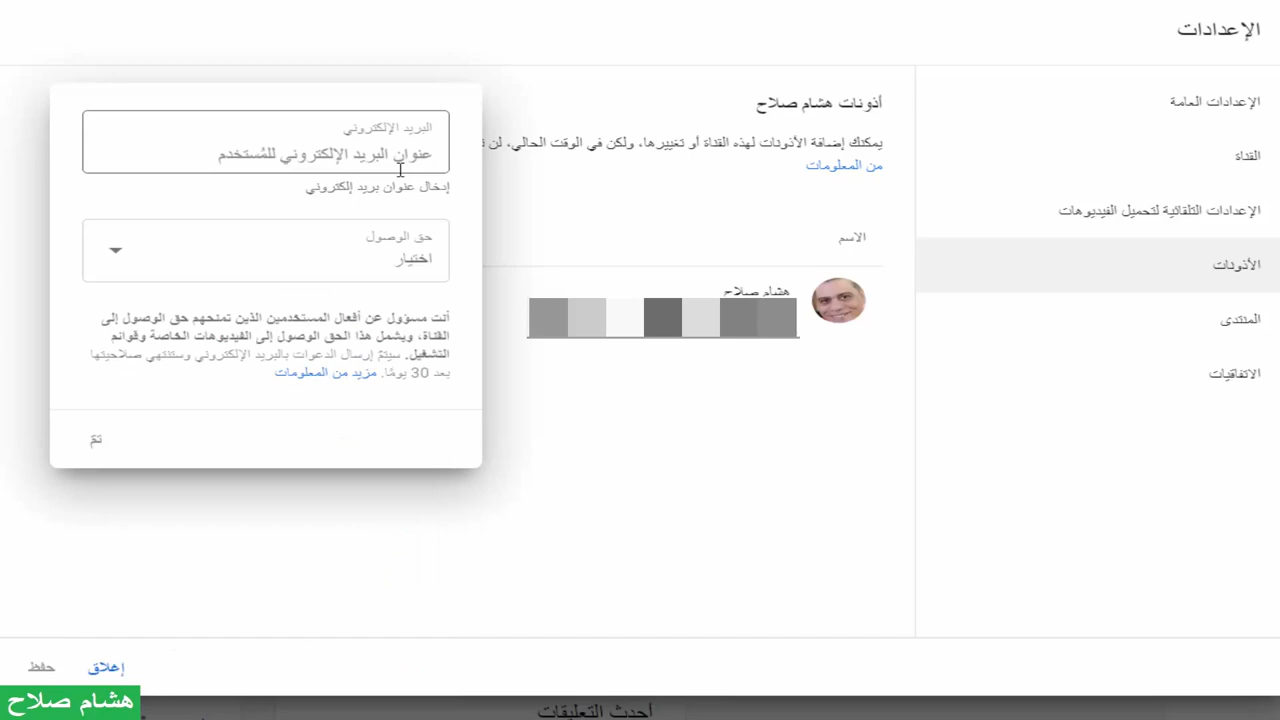 الإعدادات
الإعدادات العامة
القناة
الإعدادات التلقائية لتحميل الفيديوهات
الأذونات
المنتدى
الاتفاقيات
أذونات هشام صلاح
يمكنك إضافة الأذونات لهذه القناة أو تغييرها، ولكن في الوقت الحالي، لن
من المعلومات
الاسم
هشام صلاح
البريد الإلكتروني
عنوان البريد الإلكتروني للمُستخدم
إدخال عنوان بريد إلكتروني
حق الوصول
اختيار
أنت مسؤول عن أفعال المستخدمين الذين تمنحهم حق الوصول إلى
القناة، ويشمل هذا الحق الوصول إلى الفيديوهات الخاصة وقوائم
التشغيل. سيتمّ إرسال الدعوات بالبريد الإلكتروني وستنتهي صلاحيتها
بعد 30 يومًا. مزيد من المعلومات
تمّ
إغلاق
حفظ
هشام صلاح
أحدث التعليقات